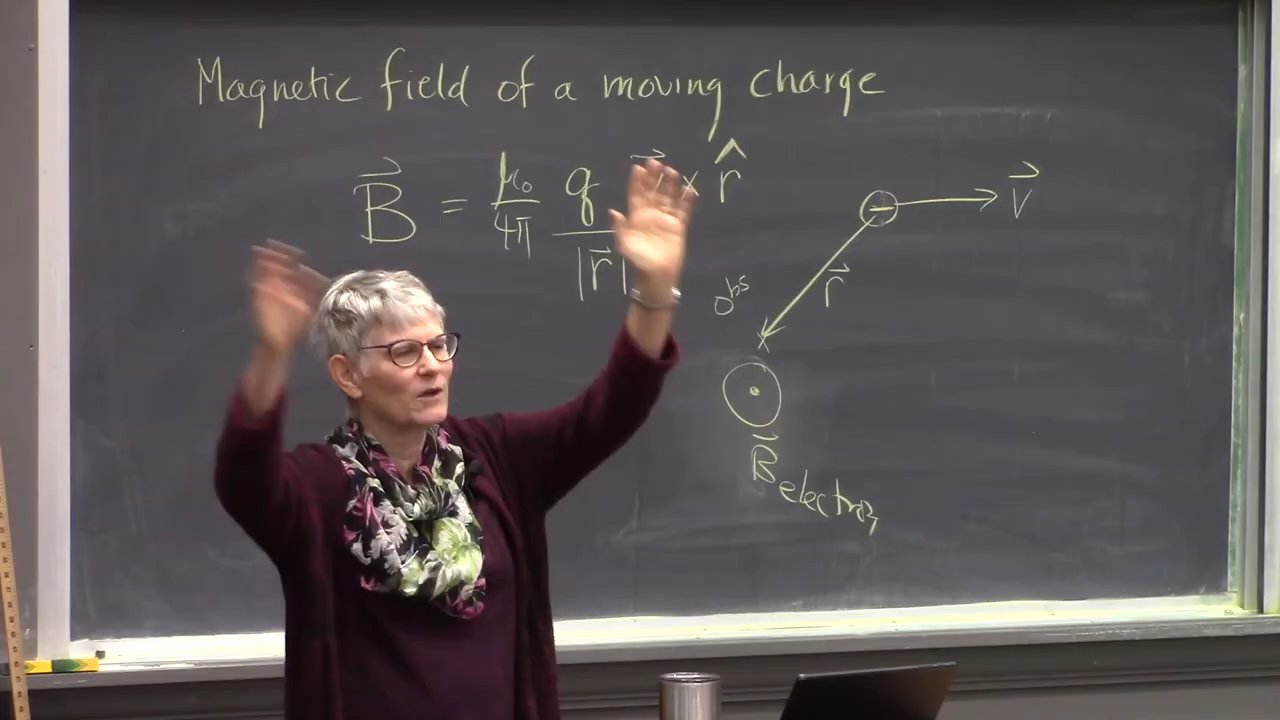 Magnetic field of a moving charge
B⃗ = μ₀ q v⃗ × r̂
4π |r⃗|
v⃗
r⃗
obs
B⃗ electron